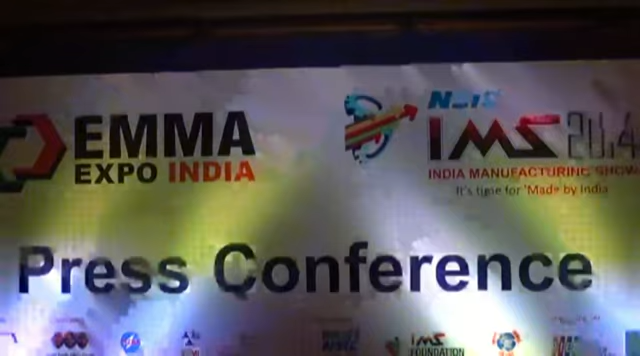 EMMA
EXPO INDIA
IMS
INDIA MANUFACTURING SHOW
It's time for 'Made by India
Press Conference
IMS
FOUNDATION